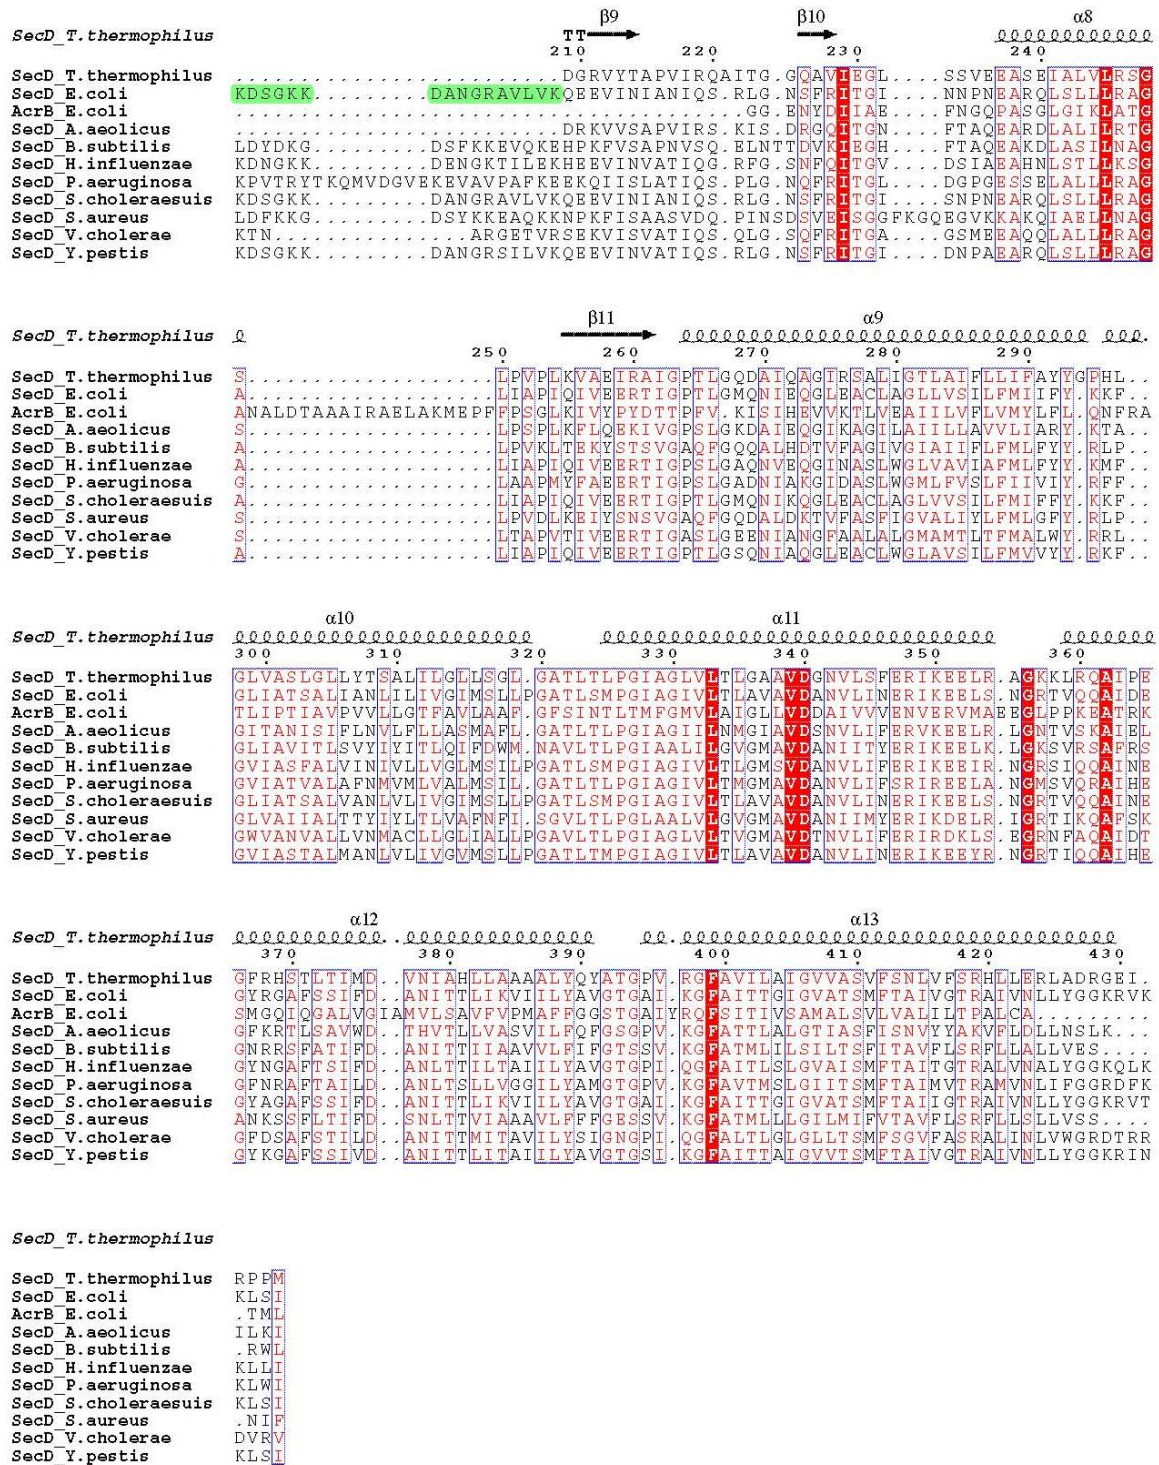 β9 β10 α8
SecD_T.thermophilus TT
210 220 230 240
SecD_T.thermophilus .........................DGRVYTAPVIRQAITG.GQAVIEGL....SSVEEASEIALVLRSG
SecD_E.coli KDSGKK.........DANGRAVLVKQEEVINIANIQS.RLG.NSFRITGI....NNPNEARQLSLLLRAG
AcrB_E.coli .......................................GG.ENYDIIAE....FNGQPASGLGIKLATG
SecD_A.aeolicus .........................DRKVVSAPVIRS.KIS.DRGQITGN....FTAQEARDLALILRTG
SecD_B.subtilis LDYDKG.........DSFKKEVQKEHPKFVSAPNVSQ.ELNTTDVKIEGH....FTAQEAKDLASILNAG
SecD_H.influenzae KDNGKK.........DENGKTILEKHEEVINVATIQG.RFG.SNFQITGV....DSIAEAHNLSTLLKSG
SecD_P.aeruginosa KPVTRYTKQMVDGVEKEVAVPAFKEEKQIISLATIQS.PLG.NQFRITGL....DGPGESSELALLLRAG
SecD_S.choleraesuis KDSGKK.........DANGRAVLVKQEEVINIANIQS.RLG.NSFRITGI....SNPNEARQLSLLLRAG
SecD_S.aureus LDFKKG.........DSYKKEAQKKNPKFISAASVDQ.PINSDSVEISGGFKGQEGVKKAKQIAELLNAG
SecD_V.cholerae KTN...............ARGETVRSEKVISVATIQS.QLG.SQFRITGA....GSMEEAQQLALLLRAG
SecD_Y.pestis KDSGKK.........DANGRSILVKQEEVINVATIQS.RLG.NSFRITGI....DNPAEARQLSLLLRAG
β11 α9
SecD_T.thermophilus
250 260 270 280 290
SecD_T.thermophilus S...................LPVPLKVAEIRAIGPTLGQDAIQAGIRSALIGTLAIFLLIFAYYGPHL..
SecD_E.coli A...................LIAPIQIVEERTIGPTLGMQNIEQGLEACLAGLLVSILFMIIFY.KKF..
AcrB_E.coli ANALDTAAAIRAELAKMEPFFPSGLKIVYPYDTTPFV.KISIHEVVKTLVEAIILVFLVMYLFL.QNFRA
SecD_A.aeolicus S...................LPSPLKFLQEKIVGPSLGKDAIEQGIKAGILAIILLAVVLIARY.KTA..
SecD_B.subtilis A...................LPVKLTEKYSTSVGAQFGQQALHDTVFAGIVGIAIIFLFMLFYY.RLP..
SecD_H.influenzae A...................LIAPIQIVEERTIGPSLGAQNVEQGINASLWGLVAVIAFMLFYY.KMF..
SecD_P.aeruginosa G...................LAAPMYFAEERTIGPSLGADNIAKGIDASLWGMLFVSLFIIVIY.RFF..
SecD_S.choleraesuis A...................LIAPIQIVEERTIGPTLGMQNIKQGLEACLAGLVVSILFMIFFY.KKF..
SecD_S.aureus S...................LPVDLKEIYSNSVGAQFGQDALDKTVFASFIGVALIYLFMLGFY.RLP..
SecD_V.cholerae S...................LTAPIQIVEERTIGASLGEENIANGFAALALGMAMTLTFMALWY.RRL..
SecD_Y.pestis A...................LIAPIQIVEERTIGPTLGSQNIAQGLEACLWGLAVSILFMVVYY.RKF..
α10 α11
SecD_T.thermophilus
300 310 320 330 340 350 360
SecD_T.thermophilus GLVASLGLLYTSALILGLLSGL.GATLTLPGIAGLVLTLGAAVDGNVLSFERIKEELR.AGKKLRQAIPE
SecD_E.coli GLIATSALIANLILIVGIMSLLPGATLSMPGIAGIVLTLAVAVDANVLINERIKEELS.NGRTVQQAIDE
AcrB_E.coli TLIPTIAVPVVLLGTFAVLAAF.GFSINTLTMFGMVLAIGLLVDDAIVVVENVERVMAEEGLPPKEATRK
SecD_A.aeolicus GITANISIFLNVLFLLASMAFL.GATLTLPGIAGIILNMGIAVDSNVLIFERVKEELR.LGNTVSKAIEL
SecD_B.subtilis GLIAVITLSVYIYITLQIFDWM.NAVLTLPGIAALILGVGMAVDANIITYERIKEELK.LGKSVRSAFRS
SecD_H.influenzae GVIASFALVINIVLLVGLMSILPGATLSMPGIAGIVLTLGMSVDANVLIFERIKEEIR.NGRSIQQAINE
SecD_P.aeruginosa GVIATVALAFNMVMLVALMSILPGATLTLPGIAGIVLTMGMAVDANVLIFSRIREELA.NGMSVQRAIHE
SecD_S.choleraesuis GLIATSALVANLVLIVGIMSLLPGATLSMPGIAGIVLTLAVAVDANVLINERIKEELS.NGRTVQQAINE
SecD_S.aureus GLVAIIALTTYIYLTLVAFNFI.SGVLTLPGLAALVLGVGMAVDANIIMYERIKDELR.IGRTIKQAFSK
SecD_V.cholerae GWVANVALVLNMACLLGLIALLPGAVLTLPGIAGLVLTVGMAVDTNVLIFERIRDKLS.EGRNFAQAIDT
SecD_Y.pestis GVIASTALMANLVLIVGVMSLLPGATLTMPGIAGIVLTLAVAVDANVLINERIKEEYR.NGRTIQQAIHE
α12 α13
SecD_T.thermophilus
370 380 390 400 410 420 430
SecD_T.thermophilus GFRHSTLTIMD..VNIAHLLAAAALYQYATGPV.RGFAVILAIGVVASVFSNLVFSRHLLERLADRGEI.
SecD_E.coli GYRGAFSSIFD..ANITTLIKVIILYAVGTGAI.KGFAITTGIGVATSMFTAIVGTRAIVNLLYGGKRVK
AcrB_E.coli SMGQIQGALVGIAMVLSAVFVPMAFFGGSTGAIYRQFSITIVSAMALSVLVALILTPALCA.........
SecD_A.aeolicus GFKRTLSAVWD..THVTLLVASVILFQFGSGPV.KGFATTLALGTIASFISNVYYAKVFLDLLNSLK...
SecD_B.subtilis GNRRSFATIFD..ANITTIIAAVVLFIFGTSSV.KGFATMLILSILTSFITAVFLSRFLLALLVES....
SecD_H.influenzae GYNGAFTSIFD..ANLTTILTAIILYAVGTGPI.QGFAITLSLGVAISMFTAITGTRALVNALYGGKQLK
SecD_P.aeruginosa GFNRAFTAILD..ANLTSLLVGGILYAMGTGPV.KGFAVTMSLGIITSMFTAIMVTRAMVNLIFGGRDFK
SecD_S.choleraesuis GYAGAFSSIFD..ANITTLIKVIILYAVGTGAI.KGFAITTGIGVATSMFTAIIGTRAIVNLLYGGKRVT
SecD_S.aureus ANKSSFLTIFD..SNLTTVIAAAVLFFFGESSV.KGFATMLLLGILMIFVTAVFLSRFLLSLLVSS....
SecD_V.cholerae GFDSAFSTILD..ANITTMITAVILYSIGNGPI.QGFALTLGLGLLTSMFSGVFASRALINLVWGRDTRR
SecD_Y.pestis GYKGAFSSIVD..ANITTLITAIILYAVGTGSI.KGFAITTAIGVVTSMFTAIVGTRAIVNLLYGGKRIN
SecD_T.thermophilus
SecD_T.thermophilus RPPM
SecD_E.coli KLSI
AcrB_E.coli .TML
SecD_A.aeolicus ILKI
SecD_B.subtilis .RWL
SecD_H.influenzae KLLI
SecD_P.aeruginosa KLWI
SecD_S.choleraesuis KLSI
SecD_S.aureus .NIF
SecD_V.cholerae DVRV
SecD_Y.pestis KLSI